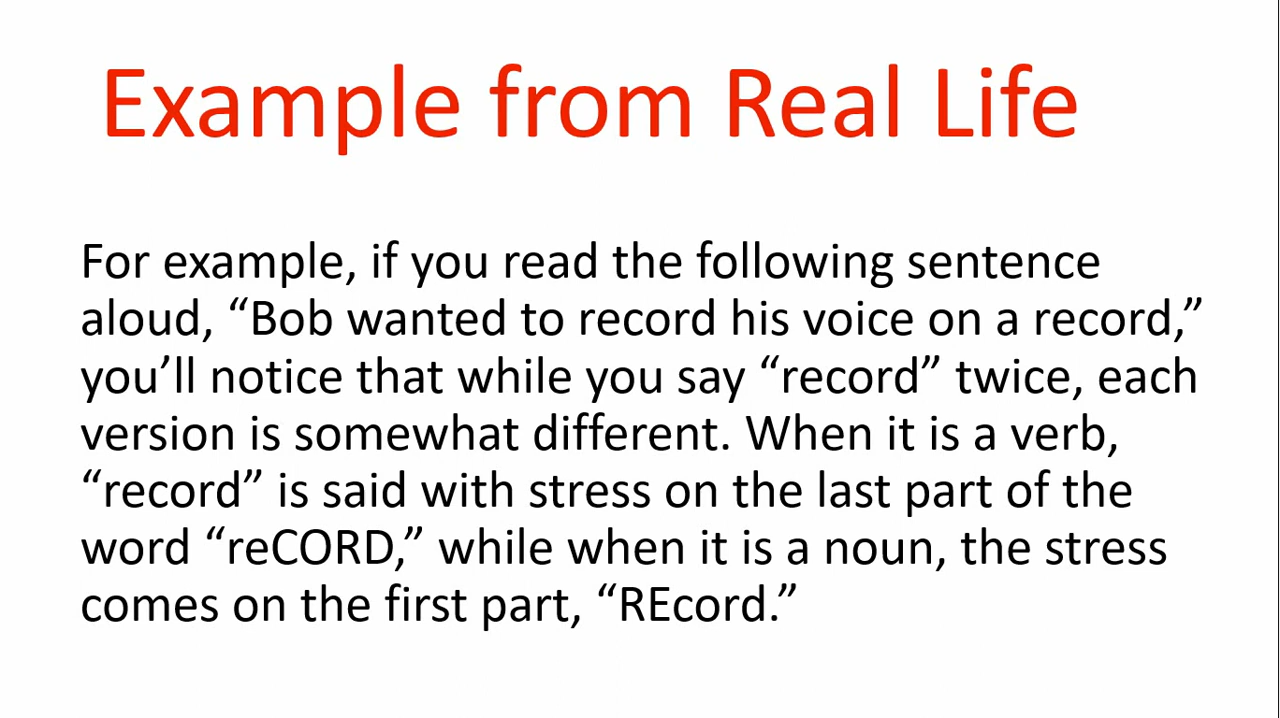 Example from Real Life
For example, if you read the following sentence
aloud, “Bob wanted to record his voice on a record,”
you’ll notice that while you say “record” twice, each
version is somewhat different. When it is a verb,
“record” is said with stress on the last part of the
word “reCORD,” while when it is a noun, the stress
comes on the first part, “REcord.”